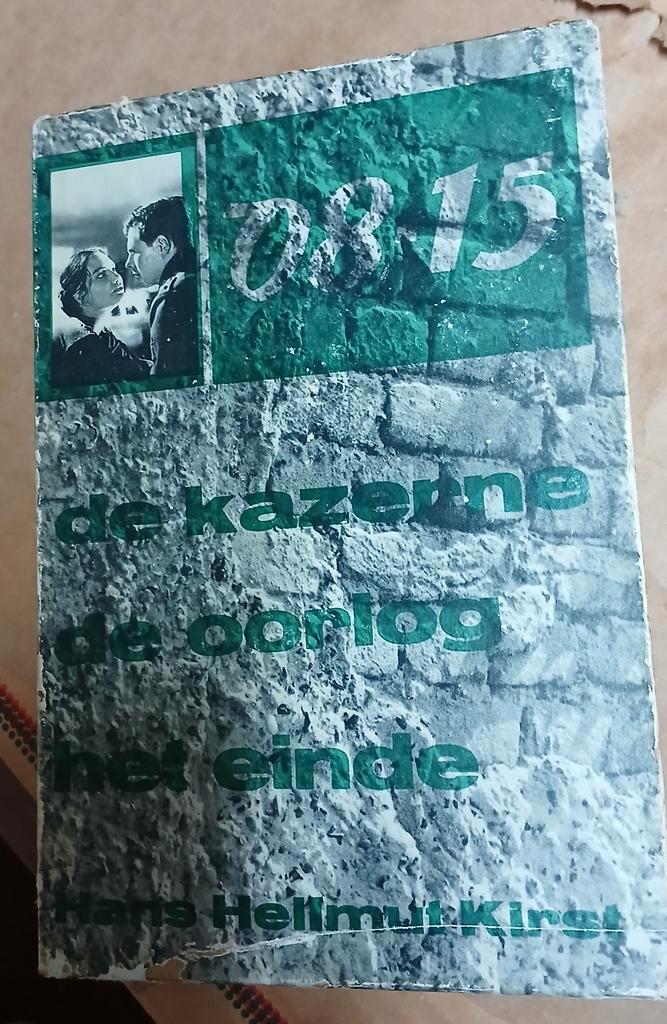 08·15
de kazerne
de oorlog
het einde
Hans Hellmut Kirst